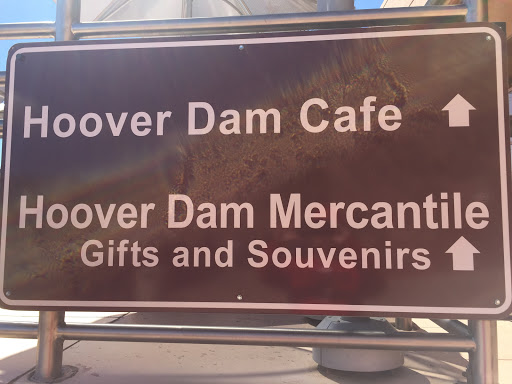 Hoover Dam Cafe
Hoover Dam Mercantile
Gifts and Souvenirs